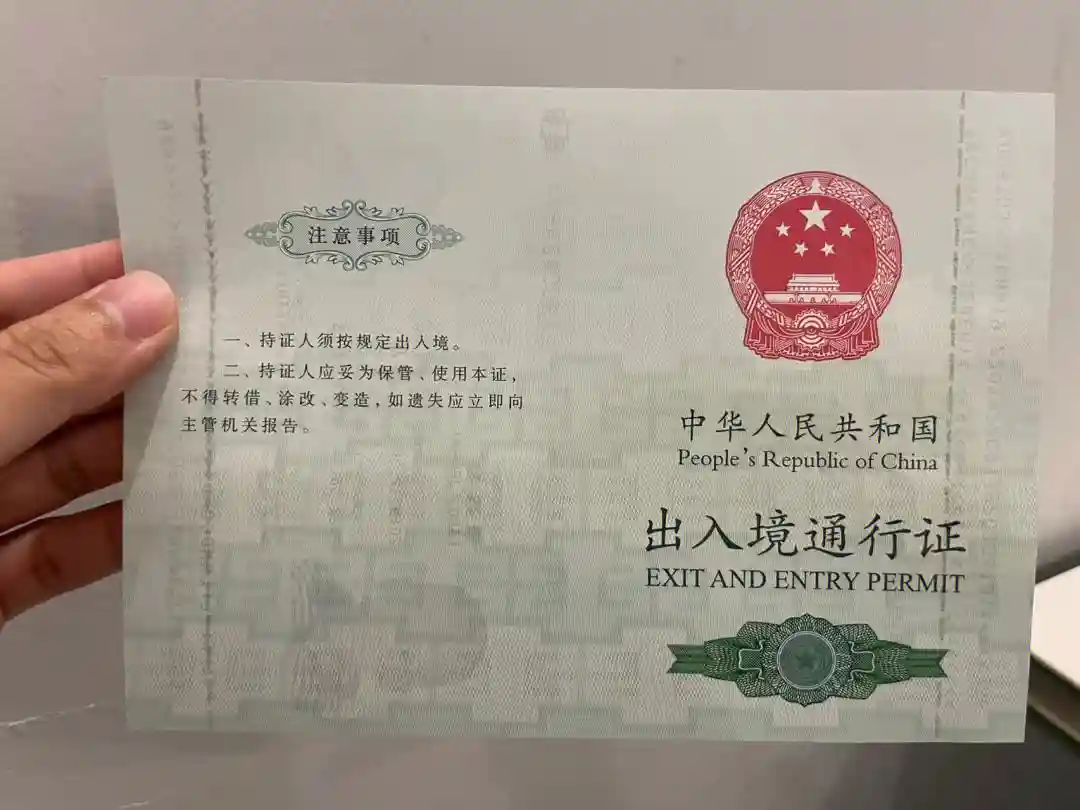 注意事项
一、持证人须按规定出入境。
二、持证人应妥为保管、使用本证，
不得转借、涂改、变造，如遗失应立即向
主管机关报告。
中华人民共和国
People's Republic of China
出入境通行证
EXIT AND ENTRY PERMIT